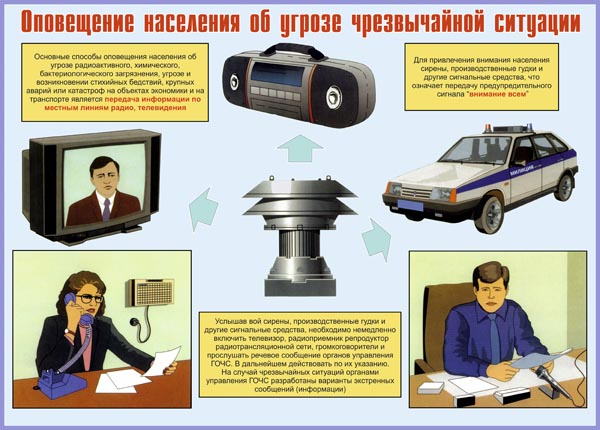 Оповещение населения об угрозе чрезвычайной ситуации
Основные способы оповещения населения об
угрозе радиоактивного, химического,
бактериологического загрязнения, угрозе и
возникновении стихийных бедствий, крупных
аварий или катастроф на объектах экономики и на
транспорте является передача информации по
местным линиям радио, телевидения
Для привлечения внимания населения
сирены, производственные гудки и
другие сигнальные средства, что
означает передачу предупредительного
сигнала "внимание всем"
МИЛИЦИЯ
Услышав вой сирены, производственные гудки и
другие сигнальные средства, необходимо немедленно
включить телевизор, радиоприемник репродуктор
радиотрансляционной сети, громкоговорители и
прослушать речевое сообщение органов управления
ГОЧС. В дальнейшем действовать по их указанию.
На случай чрезвычайных ситуаций органами
управления ГОЧС разработаны варианты экстренных
сообщений (информации)